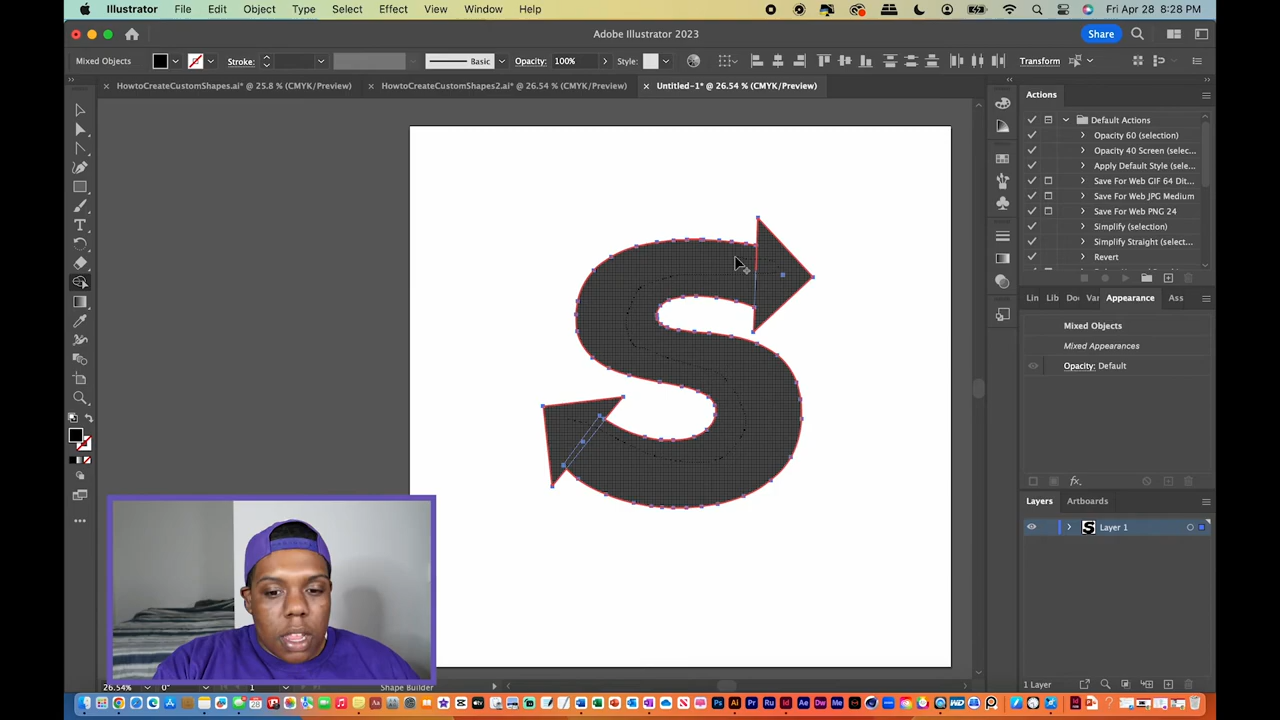 Illustrator File Edit Object Type Select Effect View Window Help Fri Apr 28 8:28 PM
Adobe Illustrator 2023
Share
Mixed Objects Stroke: Basic Opacity: 100% Style: Transform
HowtoCreateCustomShapes.ai* @ 25.8 % (CMYK/Preview) HowtoCreateCustomShapes2.ai* @ 26.54 % (CMYK/Preview) Untitled-1* @ 26.54 % (CMYK/Preview)
Actions
Default Actions
Opacity 60 (selection)
Opacity 40 Screen (selec...
Apply Default Style (sele...
Save For Web GIF 64 Dit...
Save For Web JPG Medium
Save For Web PNG 24
Simplify (selection)
Simplify Straight (select...
Revert
Lin Lib Do Var Appearance Ass
Mixed Objects
Mixed Appearances
Opacity: Default
fx
Layers Artboards
Layer 1
S
26.54% 0° 1 Shape Builder
1 Layer